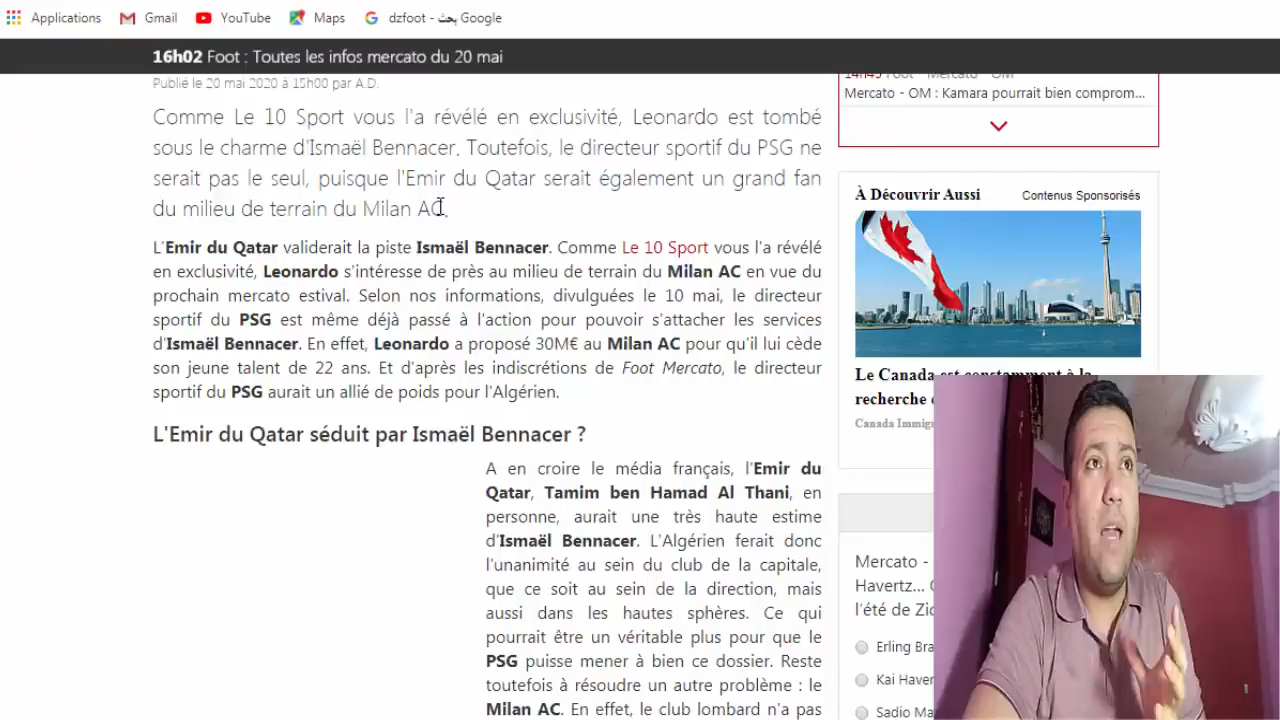 Applications Gmail YouTube Maps dzfoot - بحث Google
16h02 Foot : Toutes les infos mercato du 20 mai
Publié le 20 mai 2020 à 15h00 par A.D.
Comme Le 10 Sport vous l'a révélé en exclusivité, Leonardo est tombé
sous le charme d'Ismaël Bennacer. Toutefois, le directeur sportif du PSG ne
serait pas le seul, puisque l'Emir du Qatar serait également un grand fan
du milieu de terrain du Milan AC.
L'Emir du Qatar validerait la piste Ismaël Bennacer. Comme Le 10 Sport vous l'a révélé
en exclusivité, Leonardo s'intéresse de près au milieu de terrain du Milan AC en vue du
prochain mercato estival. Selon nos informations, divulguées le 10 mai, le directeur
sportif du PSG est même déjà passé à l'action pour pouvoir s'attacher les services
d'Ismaël Bennacer. En effet, Leonardo a proposé 30M€ au Milan AC pour qu'il lui cède
son jeune talent de 22 ans. Et d'après les indiscrétions de Foot Mercato, le directeur
sportif du PSG aurait un allié de poids pour l'Algérien.
L'Emir du Qatar séduit par Ismaël Bennacer ?
A en croire le média français, l'Emir du
Qatar, Tamim ben Hamad Al Thani, en
personne, aurait une très haute estime
d'Ismaël Bennacer. L'Algérien ferait donc
l'unanimité au sein du club de la capitale,
que ce soit au sein de la direction, mais
aussi dans les hautes sphères. Ce qui
pourrait être un véritable plus pour que le
PSG puisse mener à bien ce dossier. Reste
toutefois à résoudre un autre problème : le
Milan AC. En effet, le club lombard n'a pas
14h45 Foot - Mercato - OM
Mercato - OM : Kamara pourrait bien comprom...
À Découvrir Aussi Contenus Sponsorisés
Le Canada est constamment à la
recherche
Canada Immig
Mercato -
Havertz...
l'été de
Erling
Kai
Sadio